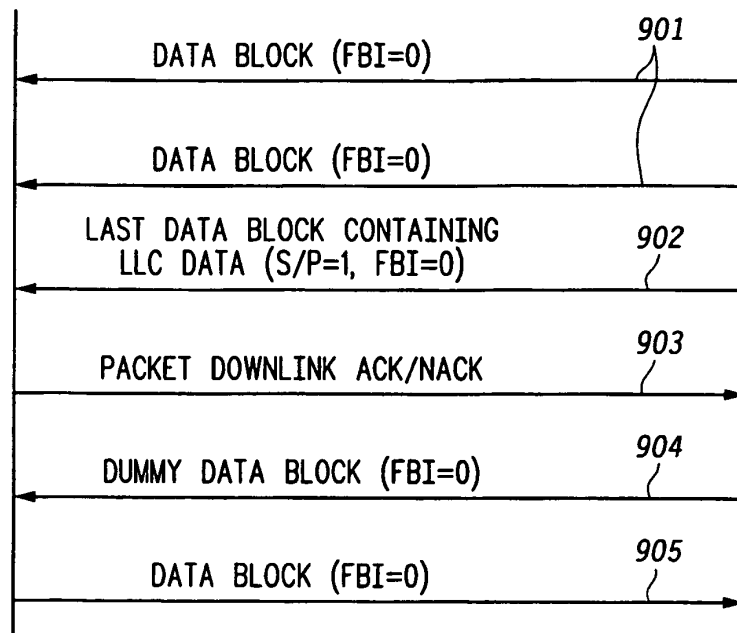 901
DATA BLOCK (FBI=0)
DATA BLOCK (FBI=0)
LAST DATA BLOCK CONTAINING
LLC DATA (S/P=1, FBI=0)
902
PACKET DOWNLINK ACK/NACK
903
DUMMY DATA BLOCK (FBI=0)
904
DATA BLOCK (FBI=0)
905